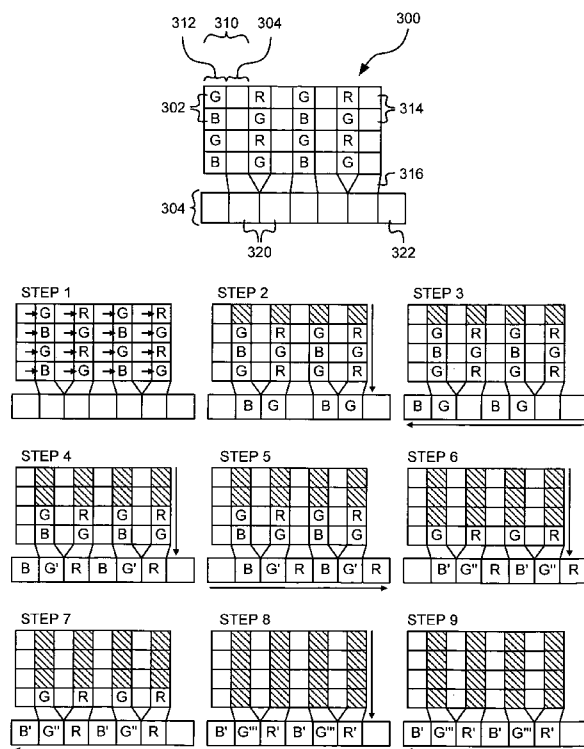 310
312 304
300
G R G R
302 B G B G 314
G R G R
B G B G
316
304
320 322
STEP 1
→G →R →G →R
→B →G →B →G
→G →R →G →R
→B →G →B →G
STEP 2
G R G R
B G B G
G R G R
B G B G
STEP 3
G R G R
B G B G
G R G R
B G B G
STEP 4
G R G R
B G B G
B G' R B G' R
STEP 5
G R G R
B G B G
B G' R B G' R
STEP 6
G R G R
B' G" R B' G" R
STEP 7
G R G R
B' G" R B' G" R
STEP 8
B' G''' R' B' G''' R'
STEP 9
B' G''' R' B' G''' R'